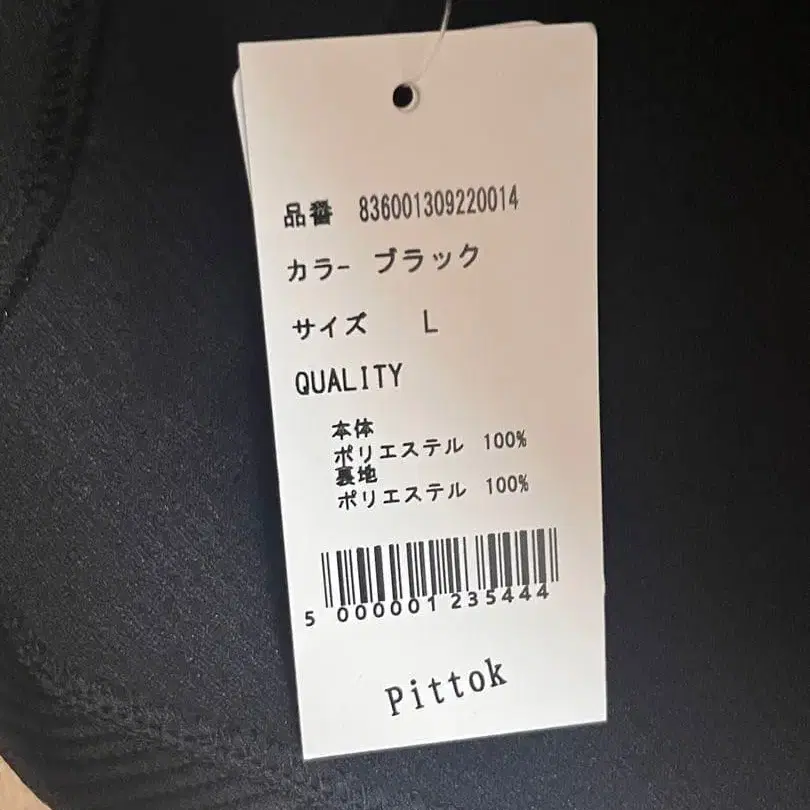 品番 836001309220014
カラー ブラック
サイズ L
QUALITY
本体
ポリエステル 100%
裏地
ポリエステル 100%
5 000001 235444
Pittok